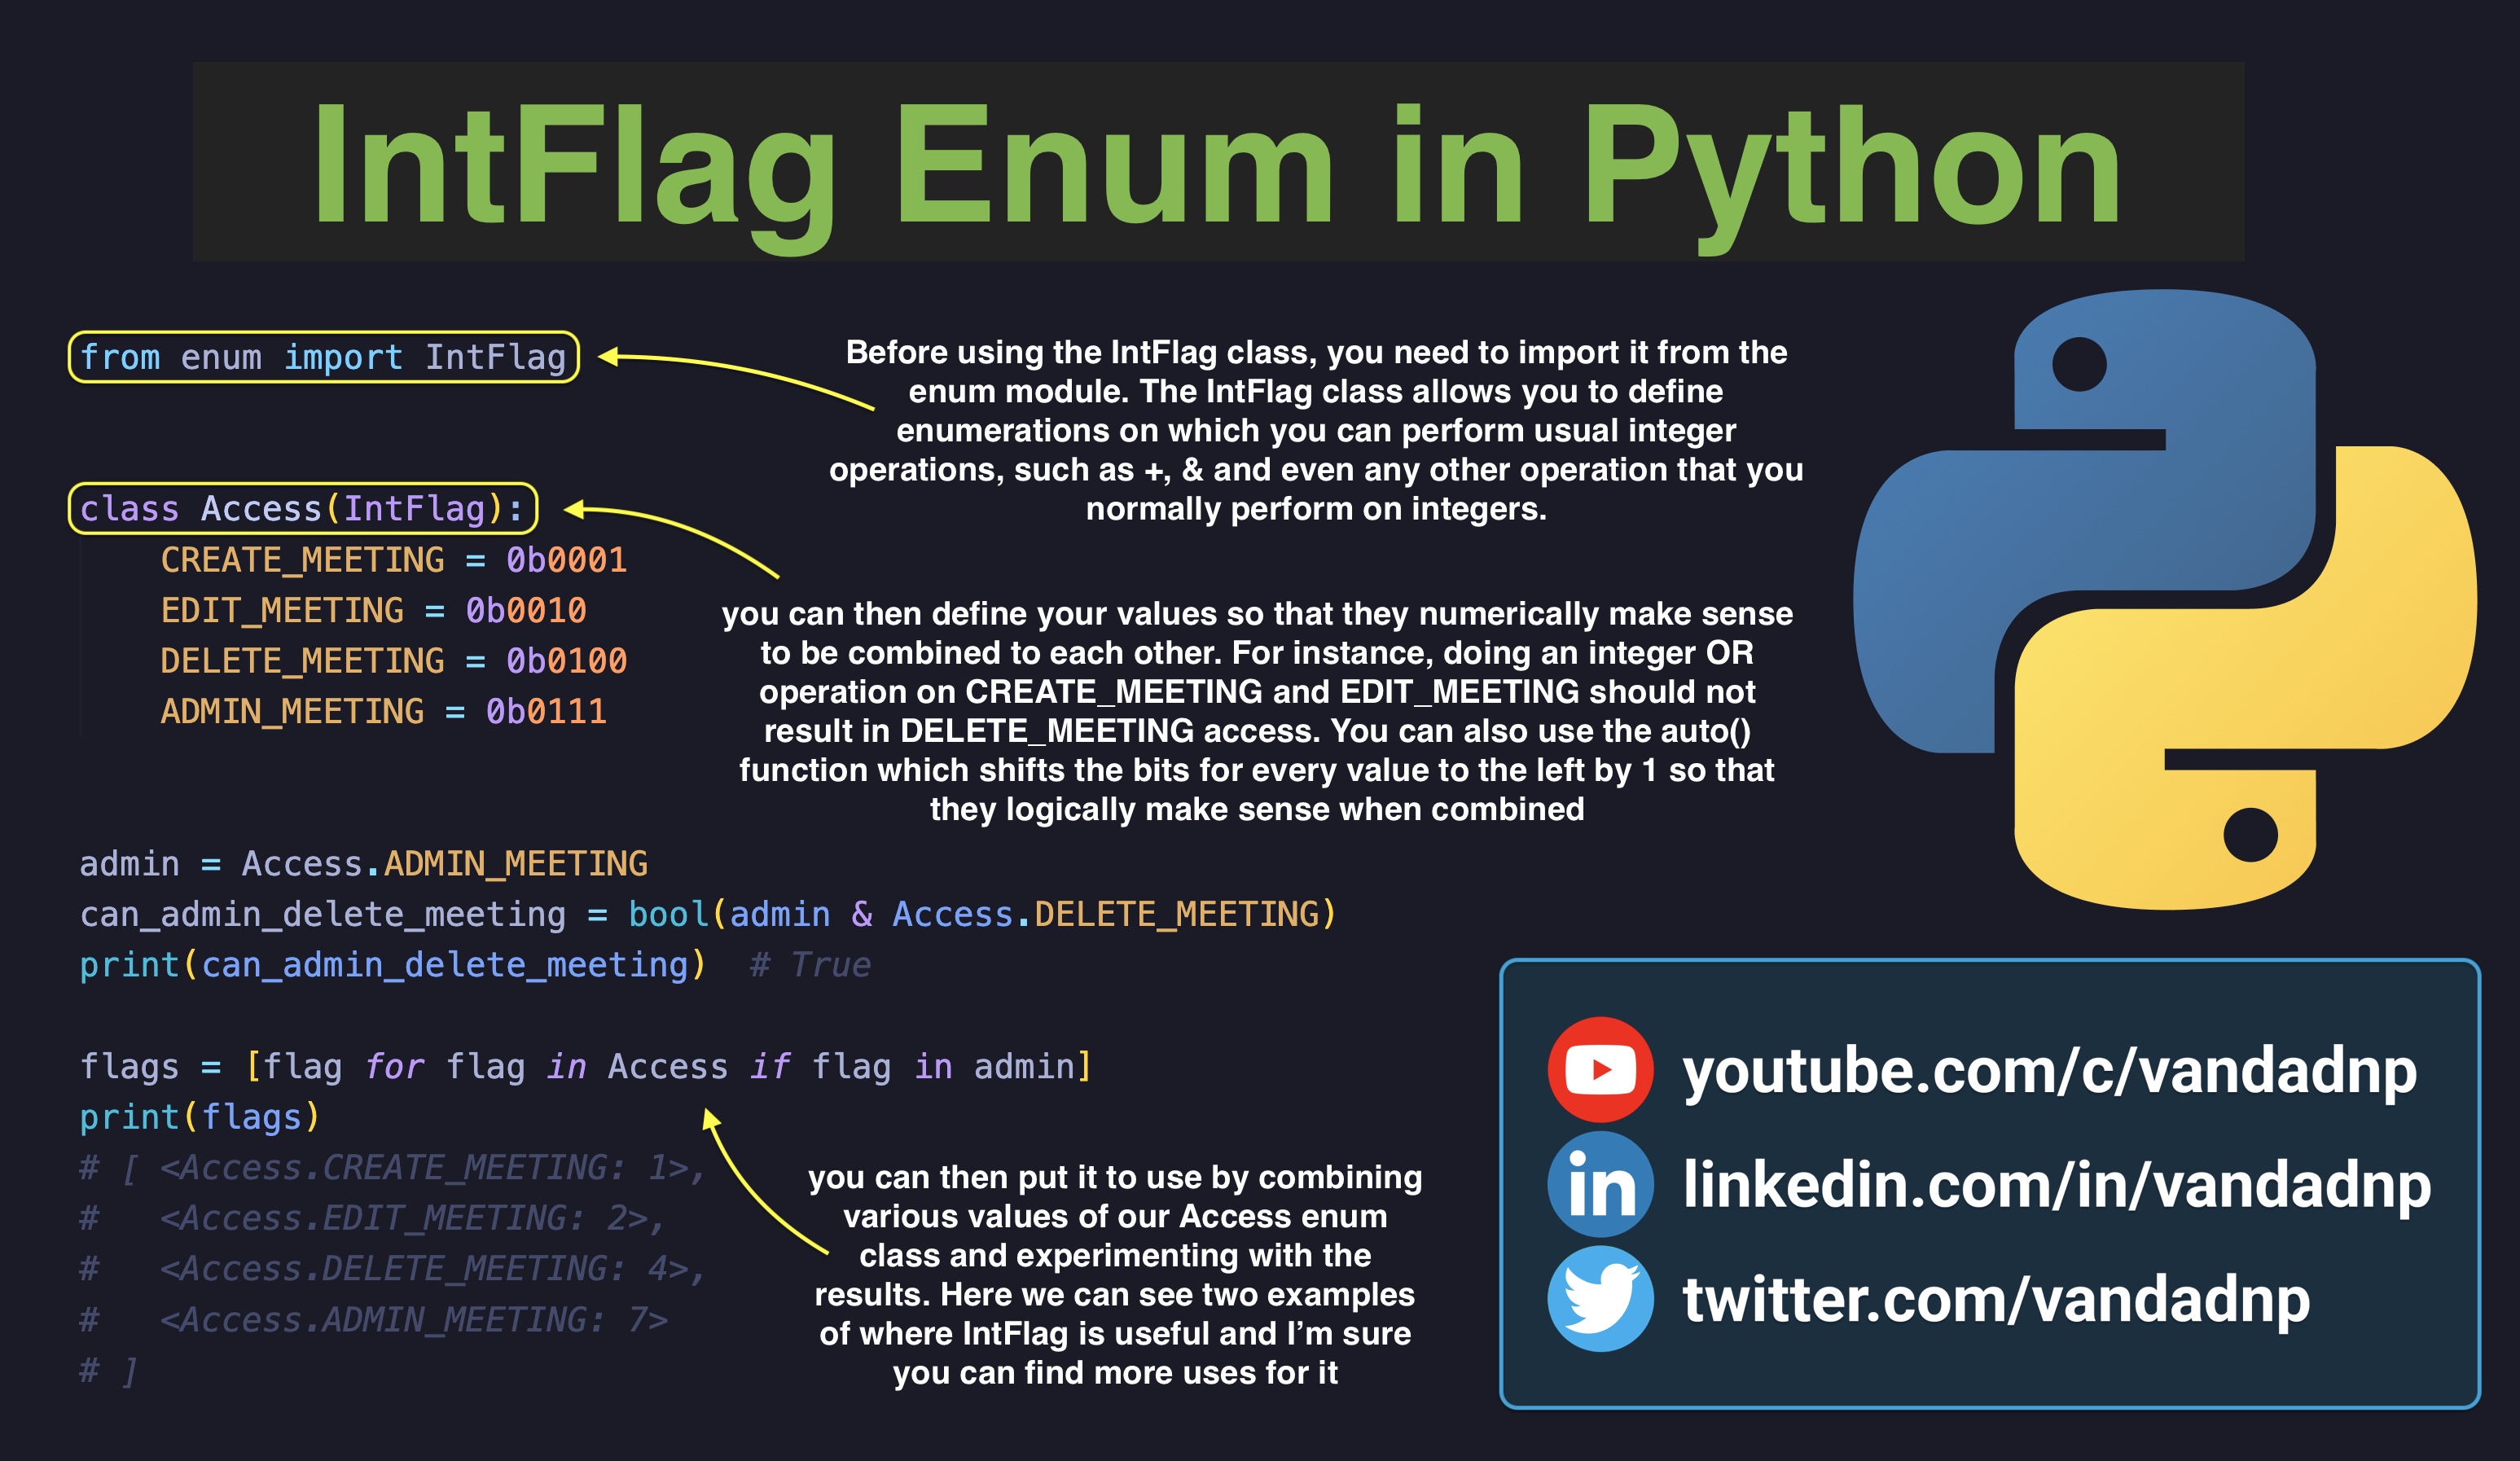 IntFlag Enum in Python
from enum import IntFlag
Before using the IntFlag class, you need to import it from the
enum module. The IntFlag class allows you to define
enumerations on which you can perform usual integer
operations, such as +, & and even any other operation that you
normally perform on integers.
class Access(IntFlag):
    CREATE_MEETING = 0b0001
    EDIT_MEETING = 0b0010
    DELETE_MEETING = 0b0100
    ADMIN_MEETING = 0b0111
you can then define your values so that they numerically make sense
to be combined to each other. For instance, doing an integer OR
operation on CREATE_MEETING and EDIT_MEETING should not
result in DELETE_MEETING access. You can also use the auto()
function which shifts the bits for every value to the left by 1 so that
they logically make sense when combined
admin = Access.ADMIN_MEETING
can_admin_delete_meeting = bool(admin & Access.DELETE_MEETING)
print(can_admin_delete_meeting)  # True
flags = [flag for flag in Access if flag in admin]
print(flags)
# [ <Access.CREATE_MEETING: 1>,
#   <Access.EDIT_MEETING: 2>,
#   <Access.DELETE_MEETING: 4>,
#   <Access.ADMIN_MEETING: 7>
# ]
you can then put it to use by combining
various values of our Access enum
class and experimenting with the
results. Here we can see two examples
of where IntFlag is useful and I’m sure
you can find more uses for it
youtube.com/c/vandadnp
in
linkedin.com/in/vandadnp
twitter.com/vandadnp